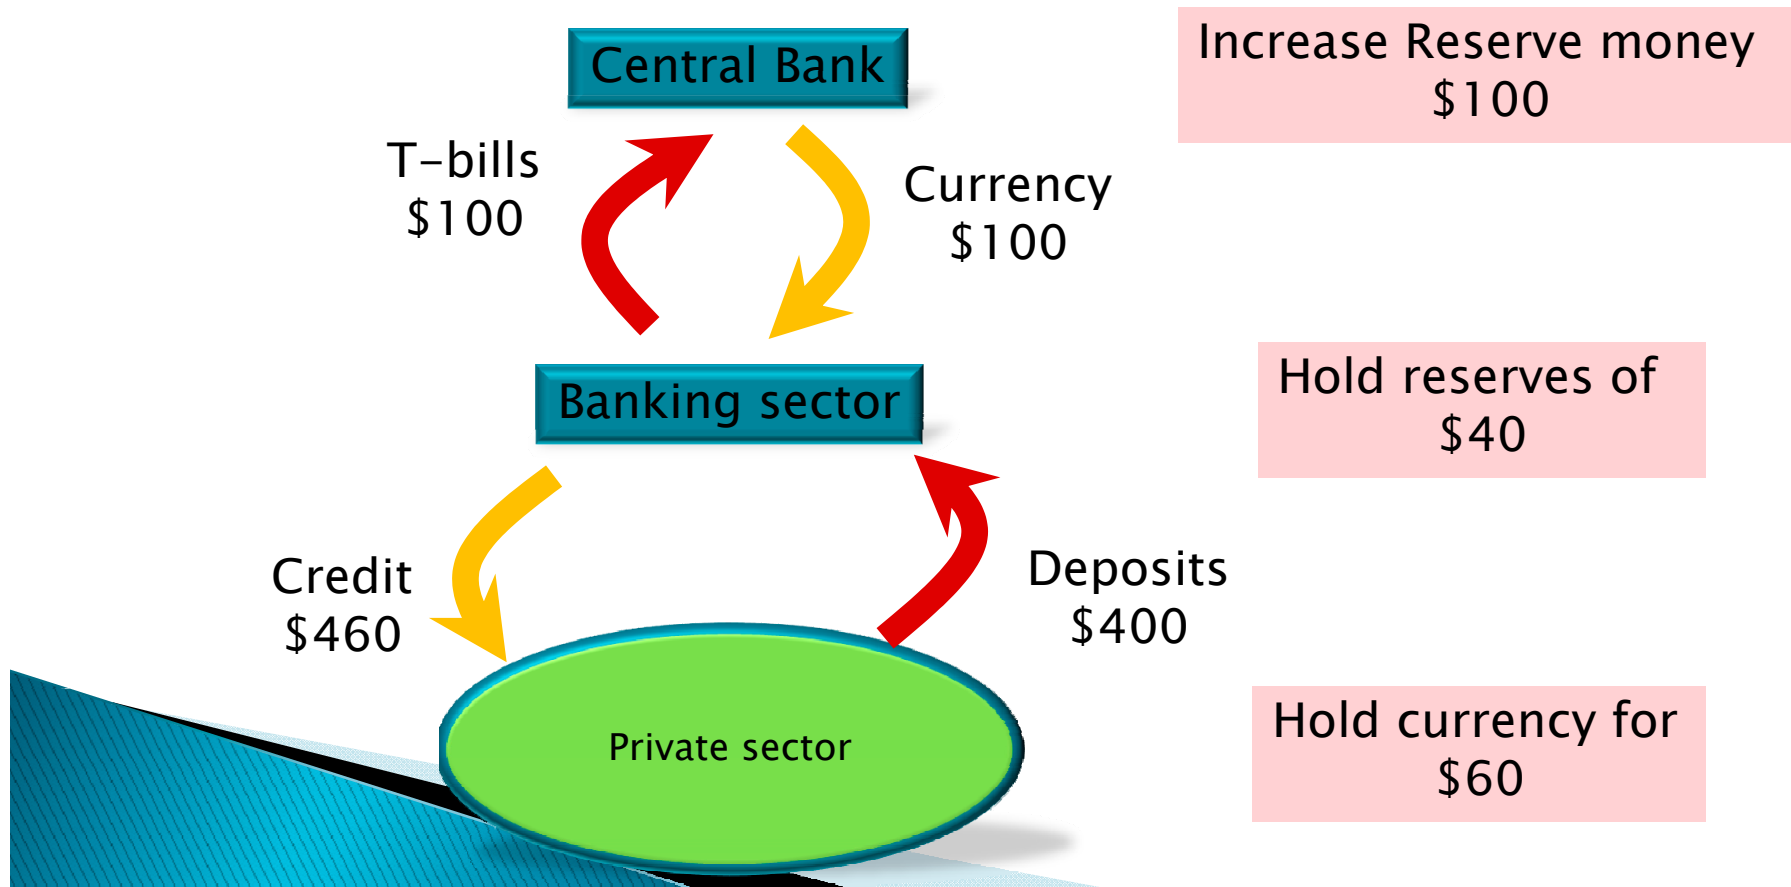 Central Bank
Increase Reserve money
$100
T-bills
$100
Currency
$100
Banking sector
Hold reserves of
$40
Credit
$460
Deposits
$400
Private sector
Hold currency for
$60